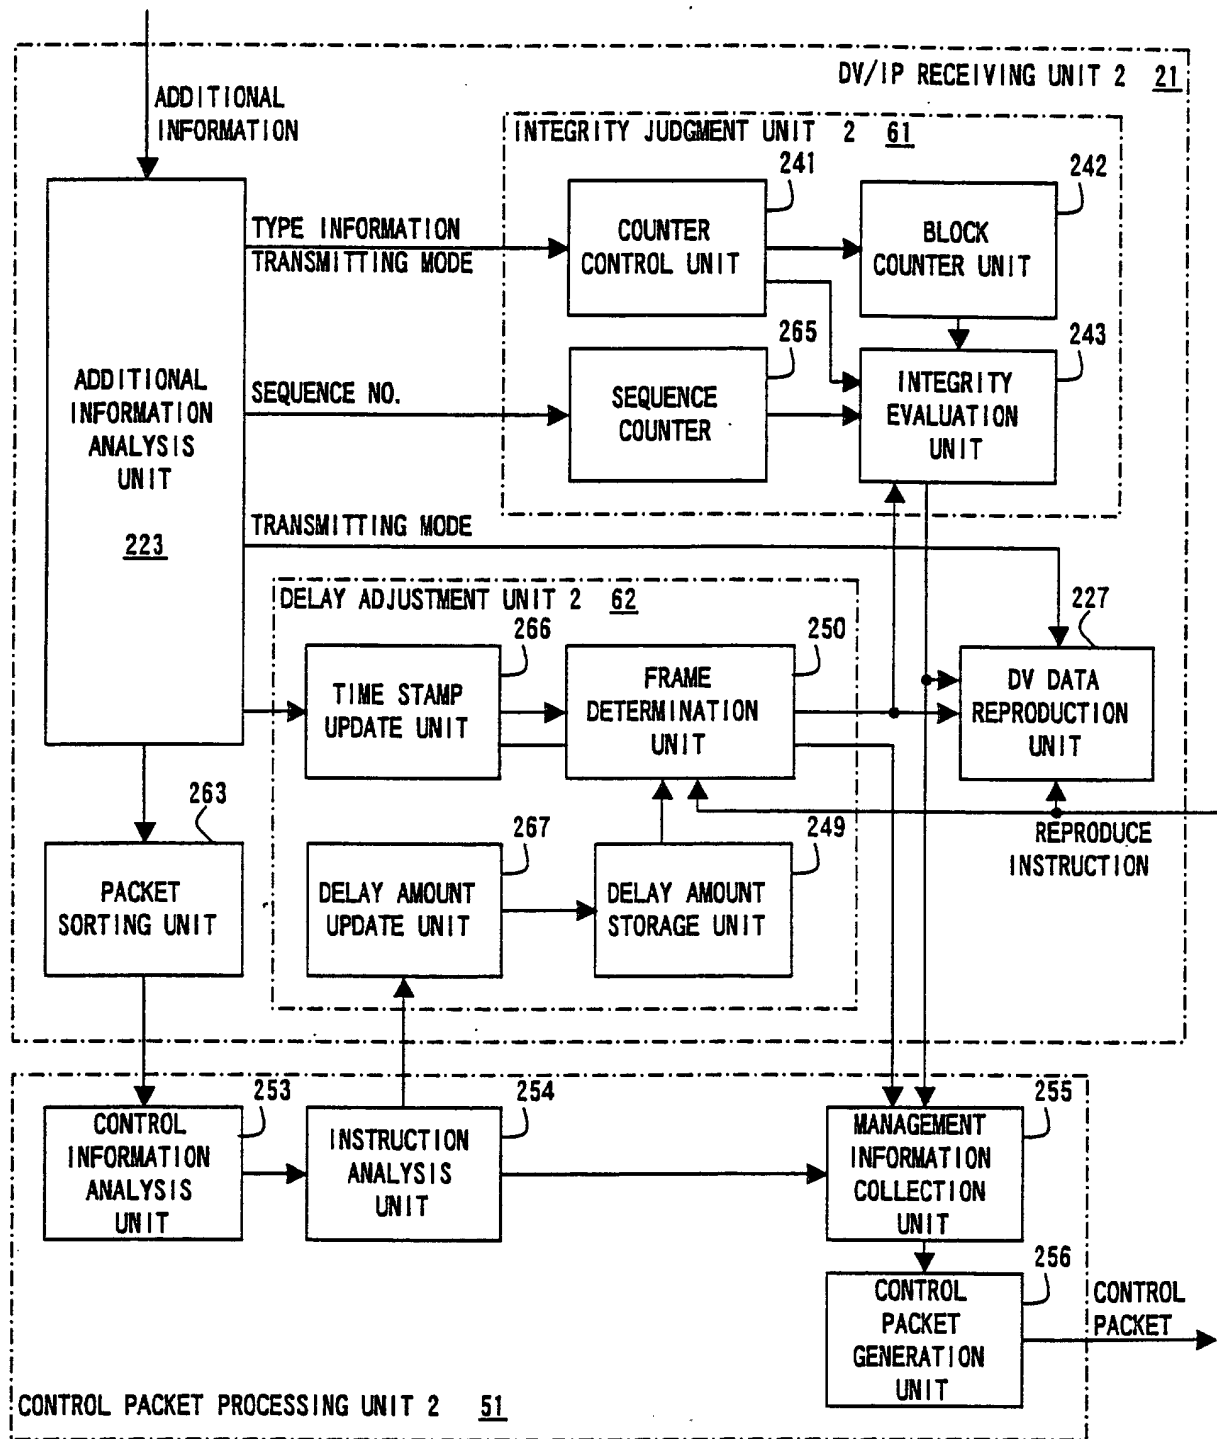 DV/IP RECEIVING UNIT 2 21
ADDITIONAL
INFORMATION
INTEGRITY JUDGMENT UNIT 2 61
241
242
TYPE INFORMATION
TRANSMITTING MODE
COUNTER
CONTROL UNIT
BLOCK
COUNTER UNIT
265
243
ADDITIONAL
INFORMATION
ANALYSIS
UNIT
223
SEQUENCE NO.
SEQUENCE
COUNTER
INTEGRITY
EVALUATION
UNIT
TRANSMITTING MODE
DELAY ADJUSTMENT UNIT 2 62
266
250
227
TIME STAMP
UPDATE UNIT
FRAME
DETERMINATION
UNIT
DV DATA
REPRODUCTION
UNIT
263
267
249
REPRODUCE
INSTRUCTION
PACKET
SORTING UNIT
DELAY AMOUNT
UPDATE UNIT
DELAY AMOUNT
STORAGE UNIT
253
254
255
CONTROL
INFORMATION
ANALYSIS
UNIT
INSTRUCTION
ANALYSIS
UNIT
MANAGEMENT
INFORMATION
COLLECTION
UNIT
256
CONTROL
PACKET
GENERATION
UNIT
CONTROL
PACKET
CONTROL PACKET PROCESSING UNIT 2 51